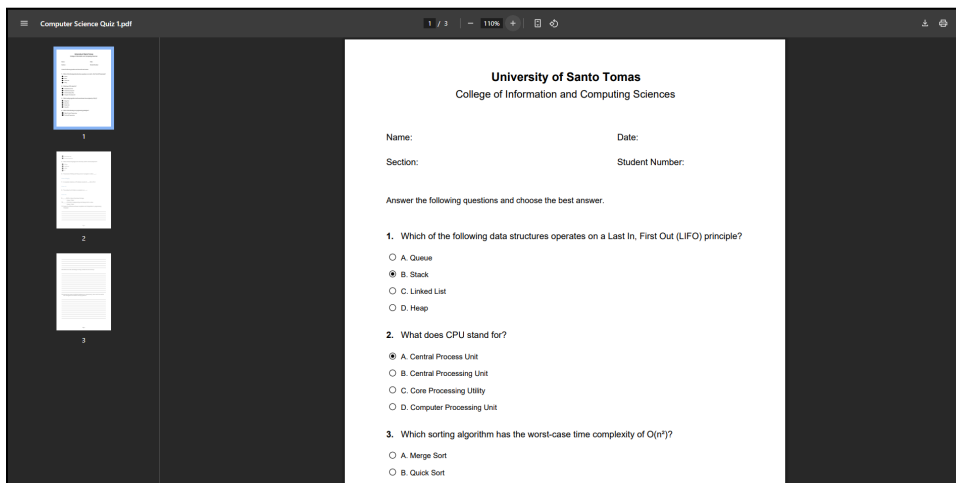 Computer Science Quiz 1.pdf
1 / 3
110%
1
2
3
University of Santo Tomas
College of Information and Computing Sciences
Name: Date:
Section: Student Number:
Answer the following questions and choose the best answer.
1. Which of the following data structures operates on a Last In, First Out (LIFO) principle?
A. Queue
B. Stack
C. Linked List
D. Heap
2. What does CPU stand for?
A. Central Process Unit
B. Central Processing Unit
C. Core Processing Utility
D. Computer Processing Unit
3. Which sorting algorithm has the worst-case time complexity of O(n²)?
A. Merge Sort
B. Quick Sort